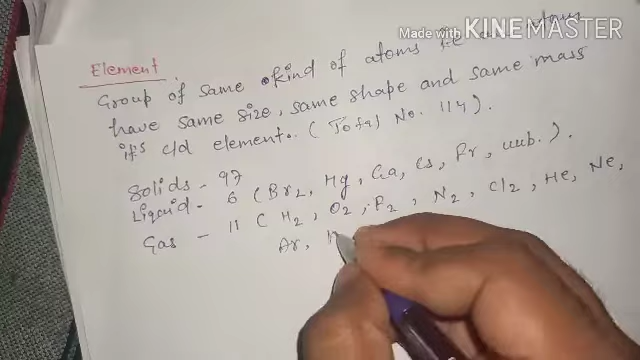 Made with KINEMASTER
Element
Group of same kind of atoms i.e atoms
have same size, same shape and same mass
it's c/d element. (Total No. 114).
Solids - 97
Liquid - 6 (Br2, Hg, Ga, Cs, Fr, uub.).
Gas - 11 (H2, O2, F2, N2, Cl2, He, Ne,
Ar,